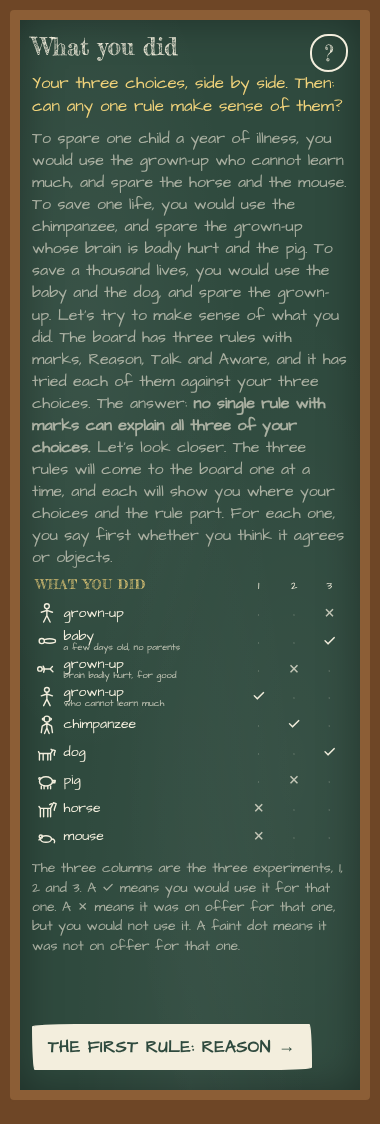 What you did
?
Your three choices, side by side. Then:
can any one rule make sense of them?
To spare one child a year of illness, you
would use the grown-up who cannot learn
much, and spare the horse and the mouse.
To save one life, you would use the
chimpanzee, and spare the grown-up
whose brain is badly hurt and the pig. To
save a thousand lives, you would use the
baby and the dog, and spare the grown-
up. Let's try to make sense of what you
did. The board has three rules with
marks, Reason, Talk and Aware, and it has
tried each of them against your three
choices. The answer: no single rule with
marks can explain all three of your
choices. Let's look closer. The three
rules will come to the board one at a
time, and each will show you where your
choices and the rule part. For each one,
you say first whether you think it agrees
or objects.
WHAT YOU DID 1 2 3
grown-up · · ×
baby · · ✓
a few days old, no parents
grown-up · × ·
brain badly hurt, for good
grown-up ✓ · ·
who cannot learn much
chimpanzee · ✓ ·
dog · · ✓
pig · × ·
horse × · ·
mouse × · ·
The three columns are the three experiments, 1,
2 and 3. A ✓ means you would use it for that
one. A × means it was on offer for that one,
but you would not use it. A faint dot means it
was not on offer for that one.
THE FIRST RULE: REASON →